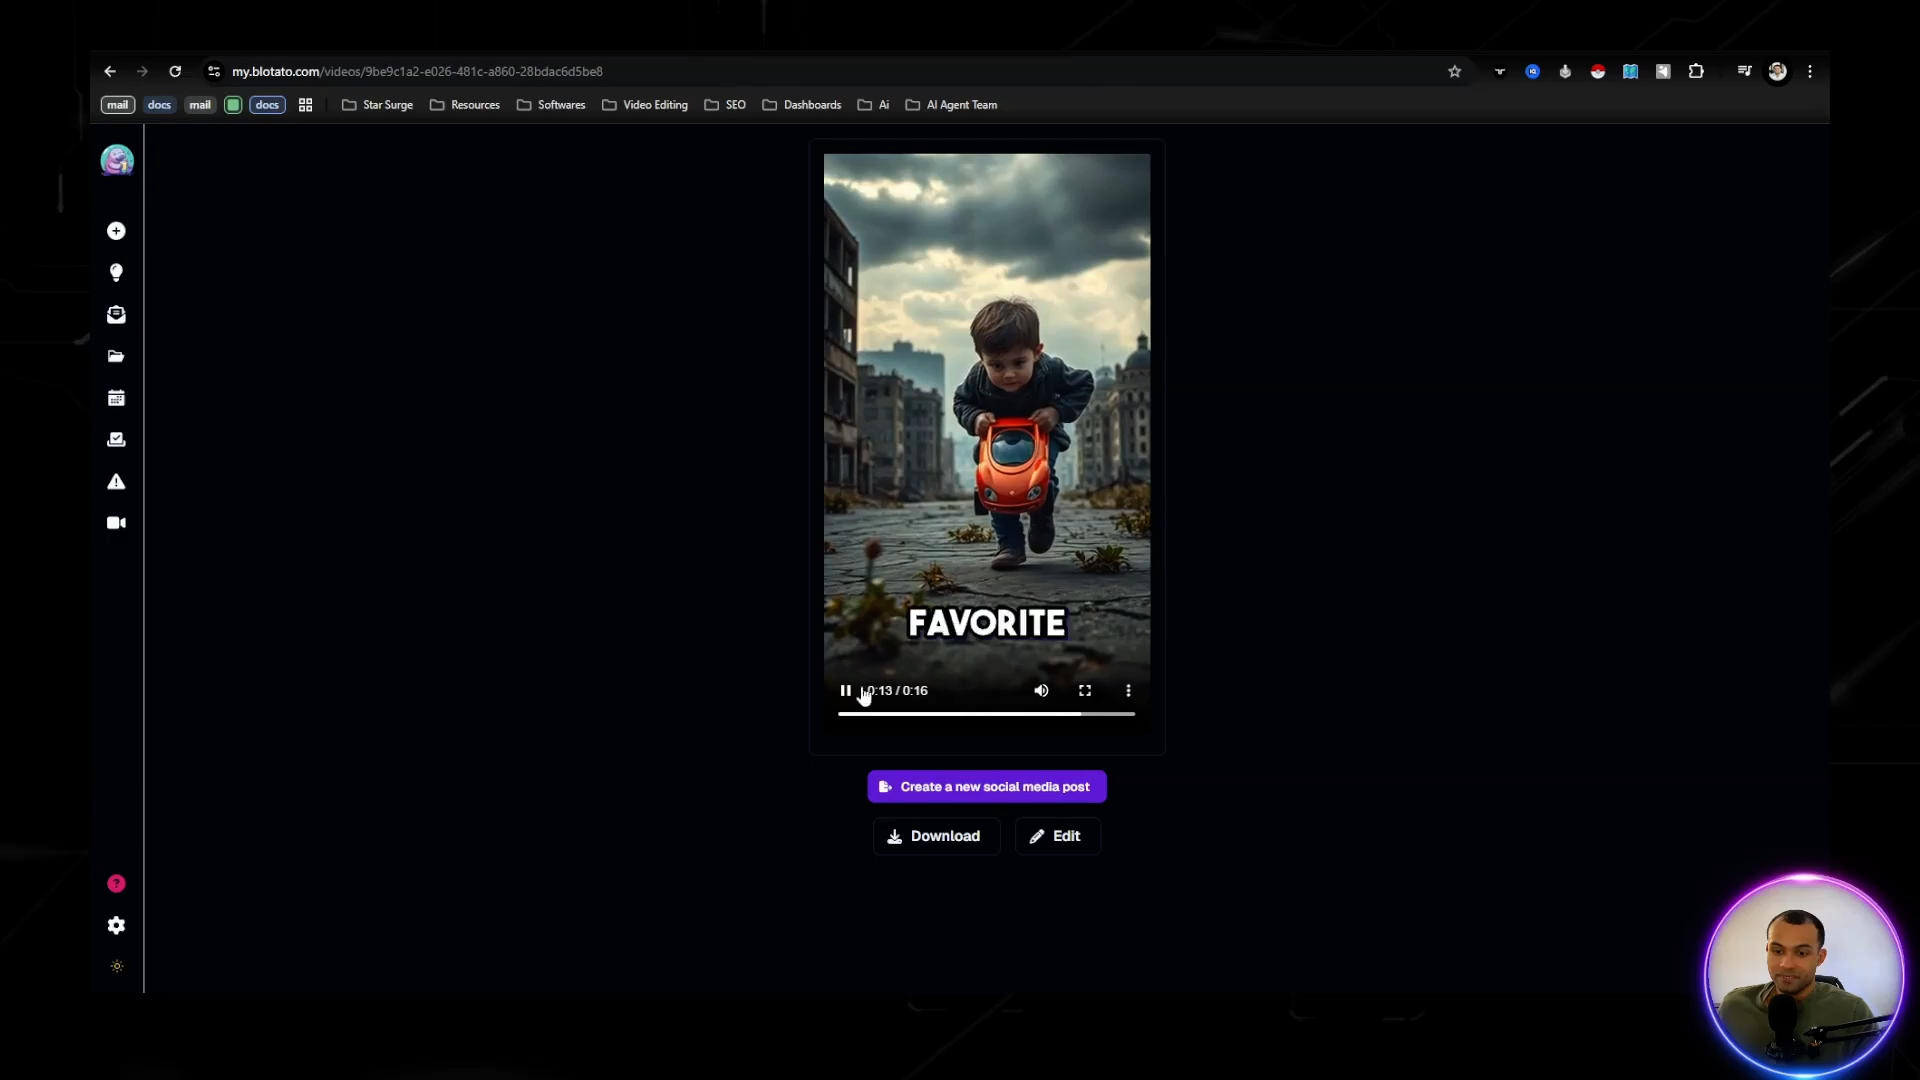 my.blotato.com/videos/9be9c1a2-e026-481c-a860-28bdac6d5be8
mail docs mail docs Star Surge Resources Softwares Video Editing SEO Dashboards Ai AI Agent Team
FAVORITE
0:13 / 0:16
Create a new social media post
Download Edit
?